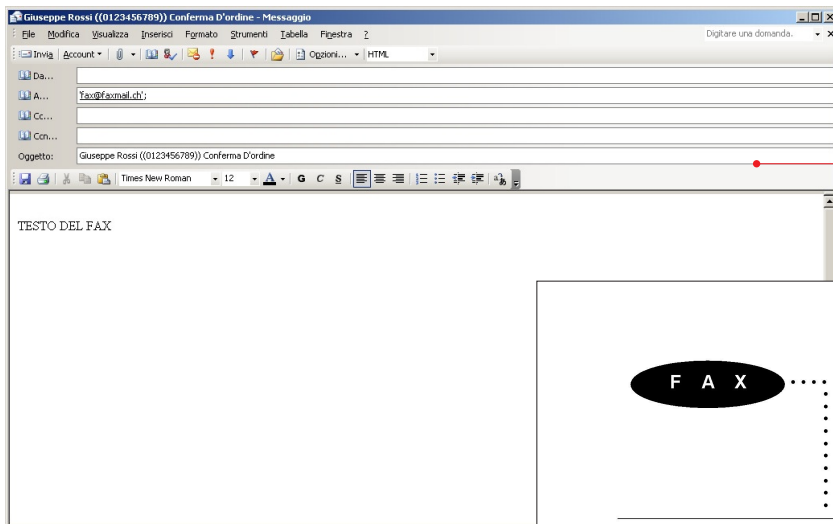 Giuseppe Rossi ((0123456789)) Conferma D'ordine - Messaggio
File Modifica Visualizza Inserisci Formato Strumenti Tabella Finestra ? Digitare una domanda.
Invia Account Opzioni... HTML
Da...
A... 'fax@faxmail.ch';
Cc...
Ccn...
Oggetto: Giuseppe Rossi ((0123456789)) Conferma D'ordine
Times New Roman 12 A G C S
TESTO DEL FAX
F A X